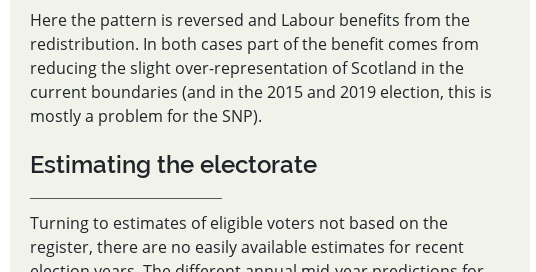 Here the pattern is reversed and Labour benefits from the
redistribution. In both cases part of the benefit comes from
reducing the slight over-representation of Scotland in the
current boundaries (and in the 2015 and 2019 election, this is
mostly a problem for the SNP).
Estimating the electorate
Turning to estimates of eligible voters not based on the
register, there are no easily available estimates for recent
election years. The different annual mid-year predictions for